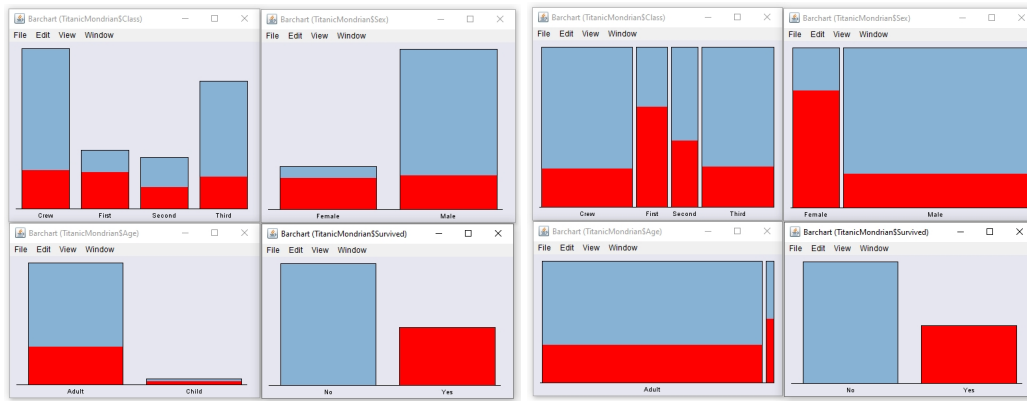 Barchart (TitanicMondrian$Class)
File Edit View Window
Crew First Second Third
Barchart (TitanicMondrian$Sex)
File Edit View Window
Female Male
Barchart (TitanicMondrian$Age)
File Edit View Window
Adult Child
Barchart (TitanicMondrian$Survived)
File Edit View Window
No Yes
Barchart (TitanicMondrian$Class)
File Edit View Window
Crew First Second Third
Barchart (TitanicMondrian$Sex)
File Edit View Window
Female Male
Barchart (TitanicMondrian$Age)
File Edit View Window
Adult
Barchart (TitanicMondrian$Survived)
File Edit View Window
No Yes